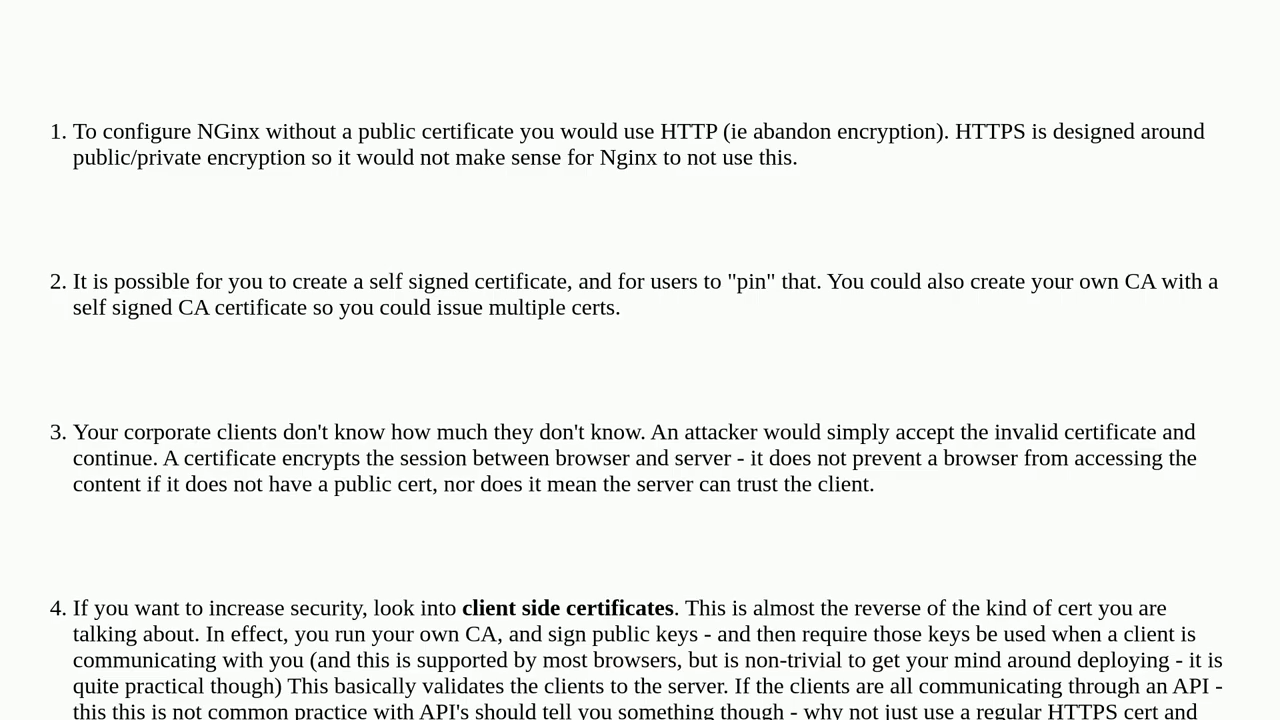 1. To configure NGinx without a public certificate you would use HTTP (ie abandon encryption). HTTPS is designed around
public/private encryption so it would not make sense for Nginx to not use this.
2. It is possible for you to create a self signed certificate, and for users to "pin" that. You could also create your own CA with a
self signed CA certificate so you could issue multiple certs.
3. Your corporate clients don't know how much they don't know. An attacker would simply accept the invalid certificate and
continue. A certificate encrypts the session between browser and server - it does not prevent a browser from accessing the
content if it does not have a public cert, nor does it mean the server can trust the client.
4. If you want to increase security, look into client side certificates. This is almost the reverse of the kind of cert you are
talking about. In effect, you run your own CA, and sign public keys - and then require those keys be used when a client is
communicating with you (and this is supported by most browsers, but is non-trivial to get your mind around deploying - it is
quite practical though) This basically validates the clients to the server. If the clients are all communicating through an API -
this this is not common practice with API's should tell you something though - why not just use a regular HTTPS cert and